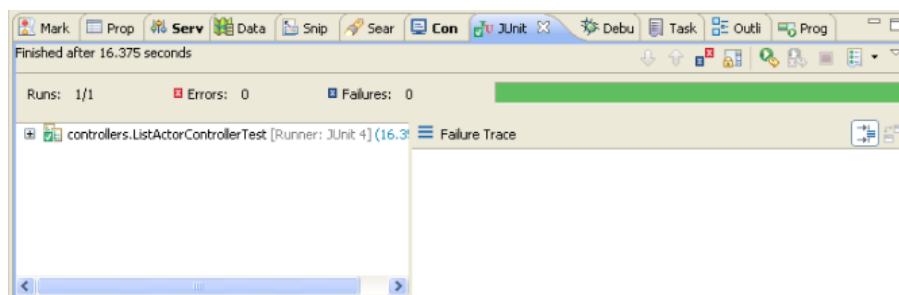 Mark Prop Serv Data Snip Sear Con JUnit Debu Task Outli Prog
Finished after 16.375 seconds
Runs: 1/1 Errors: 0 Failures: 0
controllers.ListActorControllerTest [Runner: JUnit 4] (16.3 Failure Trace